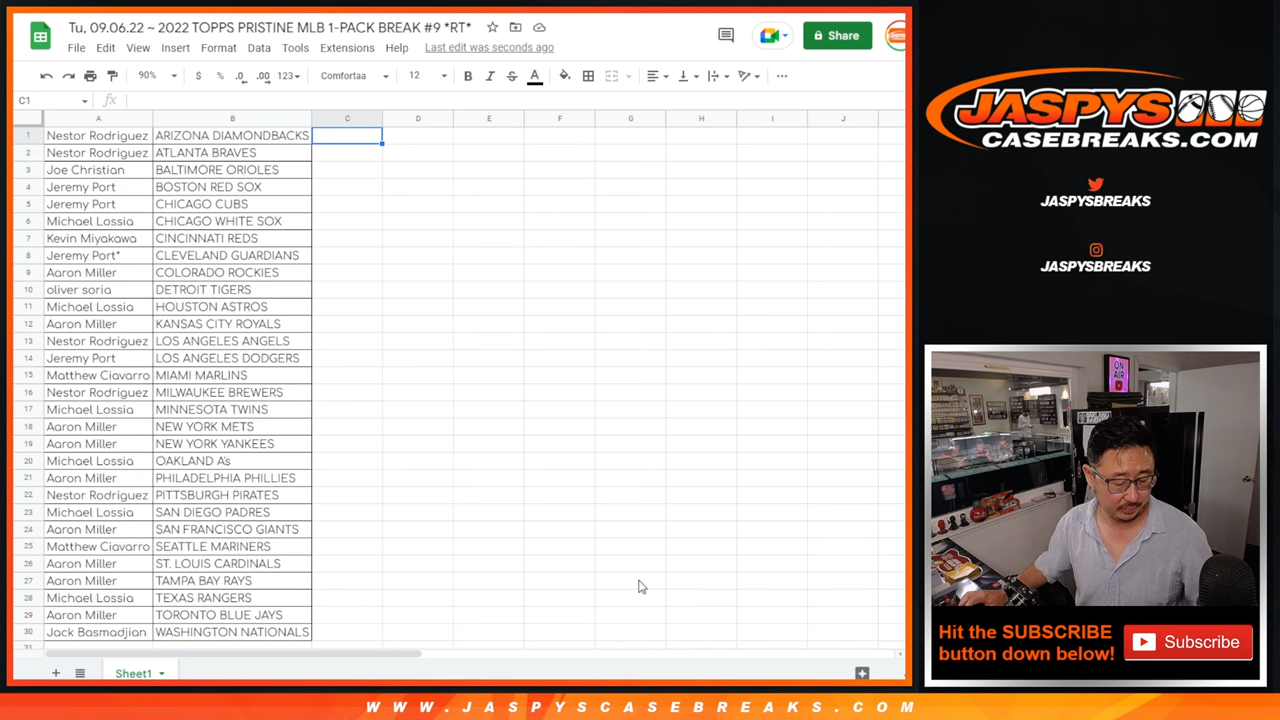 Tu, 09.06.22 ~ 2022 TOPPS PRISTINE MLB 1-PACK BREAK #9 *RT*
File Edit View Insert Format Data Tools Extensions Help Last edit was seconds ago
Share
90% $ % .0 .00 123 Comfortaa 12 B I S A
C1 fx
A B C D E F G H I J
1 Nestor Rodriguez ARIZONA DIAMONDBACKS
2 Nestor Rodriguez ATLANTA BRAVES
3 Joe Christian BALTIMORE ORIOLES
4 Jeremy Port BOSTON RED SOX
5 Jeremy Port CHICAGO CUBS
6 Michael Lossia CHICAGO WHITE SOX
7 Kevin Miyakawa CINCINNATI REDS
8 Jeremy Port* CLEVELAND GUARDIANS
9 Aaron Miller COLORADO ROCKIES
10 oliver soria DETROIT TIGERS
11 Michael Lossia HOUSTON ASTROS
12 Aaron Miller KANSAS CITY ROYALS
13 Nestor Rodriguez LOS ANGELES ANGELS
14 Jeremy Port LOS ANGELES DODGERS
15 Matthew Ciavarro MIAMI MARLINS
16 Nestor Rodriguez MILWAUKEE BREWERS
17 Michael Lossia MINNESOTA TWINS
18 Aaron Miller NEW YORK METS
19 Aaron Miller NEW YORK YANKEES
20 Michael Lossia OAKLAND A's
21 Aaron Miller PHILADELPHIA PHILLIES
22 Nestor Rodriguez PITTSBURGH PIRATES
23 Michael Lossia SAN DIEGO PADRES
24 Aaron Miller SAN FRANCISCO GIANTS
25 Matthew Ciavarro SEATTLE MARINERS
26 Aaron Miller ST. LOUIS CARDINALS
27 Aaron Miller TAMPA BAY RAYS
28 Michael Lossia TEXAS RANGERS
29 Aaron Miller TORONTO BLUE JAYS
30 Jack Basmadjian WASHINGTON NATIONALS
Sheet1
JASPYS
CASEBREAKS.COM
JASPYSBREAKS
JASPYSBREAKS
ON
AIR
Hit the SUBSCRIBE
button down below!
Subscribe
WWW.JASPYSCASEBREAKS.COM